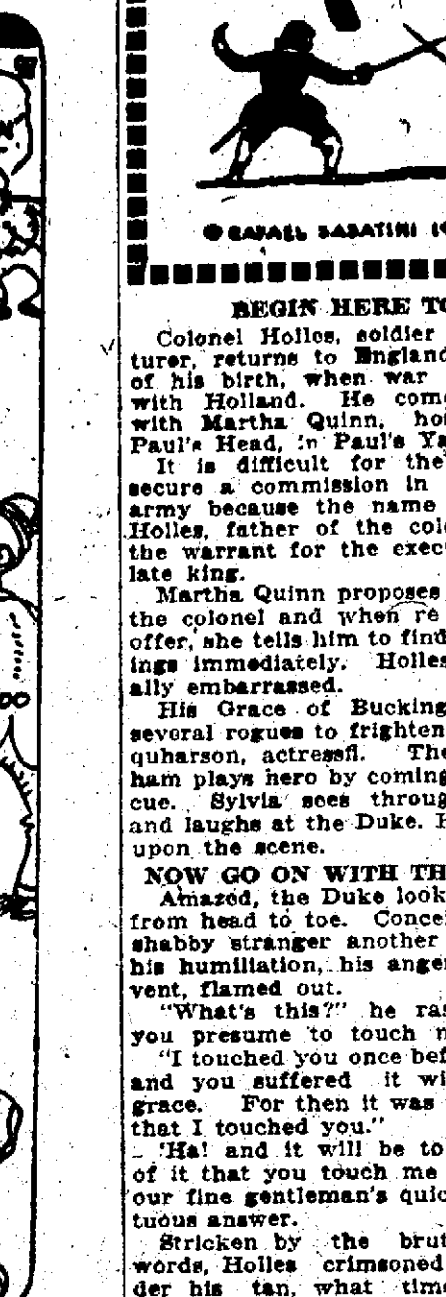 © RAFAEL SABATINI
BEGIN HERE TO
Colonel Holles, soldier
turer, returns to England
of his birth, when war
with Holland. He com
with Martha Quinn, ho
Paul's Head, in Paul's Ya
It is difficult for the
secure a commission in
army because the name
Holles, father of the col
the warrant for the exec
late king.
Martha Quinn proposes
the colonel and when re
offer, she tells him to find
ings immediately. Holles
ally embarrassed.
His Grace of Bucking
several rogues to frighten
quharson, actressfl. The
ham plays hero by coming
cue. Sylvia sees throug
and laughs at the Duke. H
upon the scene.
NOW GO ON WITH TH
Amazed, the Duke look
from head to toe. Conce
shabby stranger another
his humiliation, his anger
vent, flamed out.
"What's this?" he ras
you presume to touch m
"I touched you once bef
and you suffered it wi
grace. For then it was
that I touched you."
'Ha! and it will be to
of it that you touch me
our fine gentleman's quic
tuous answer.
Stricken by the brut
words, Holles crimsoned
der his tan, what time